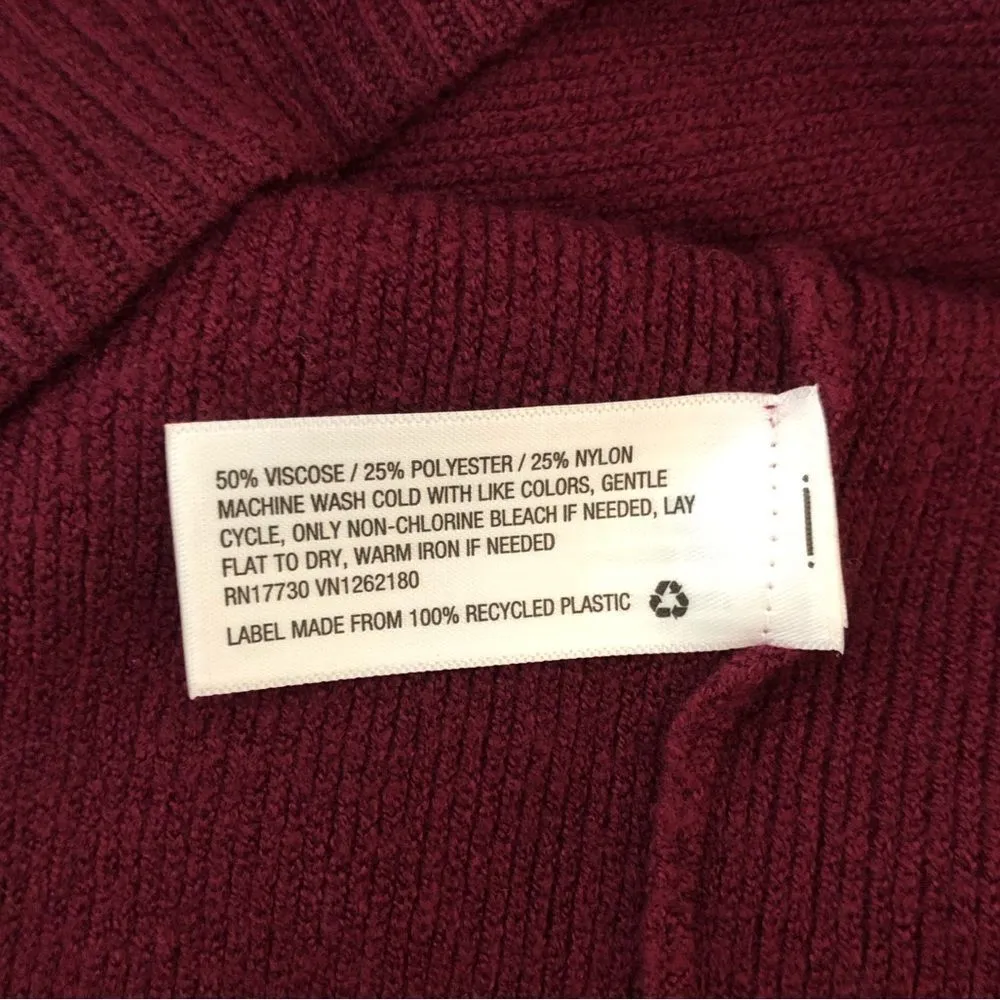 50% VISCOSE / 25% POLYESTER / 25% NYLON
MACHINE WASH COLD WITH LIKE COLORS, GENTLE
CYCLE, ONLY NON-CHLORINE BLEACH IF NEEDED, LAY
FLAT TO DRY, WARM IRON IF NEEDED
RN17730 VN1262180
LABEL MADE FROM 100% RECYCLED PLASTIC